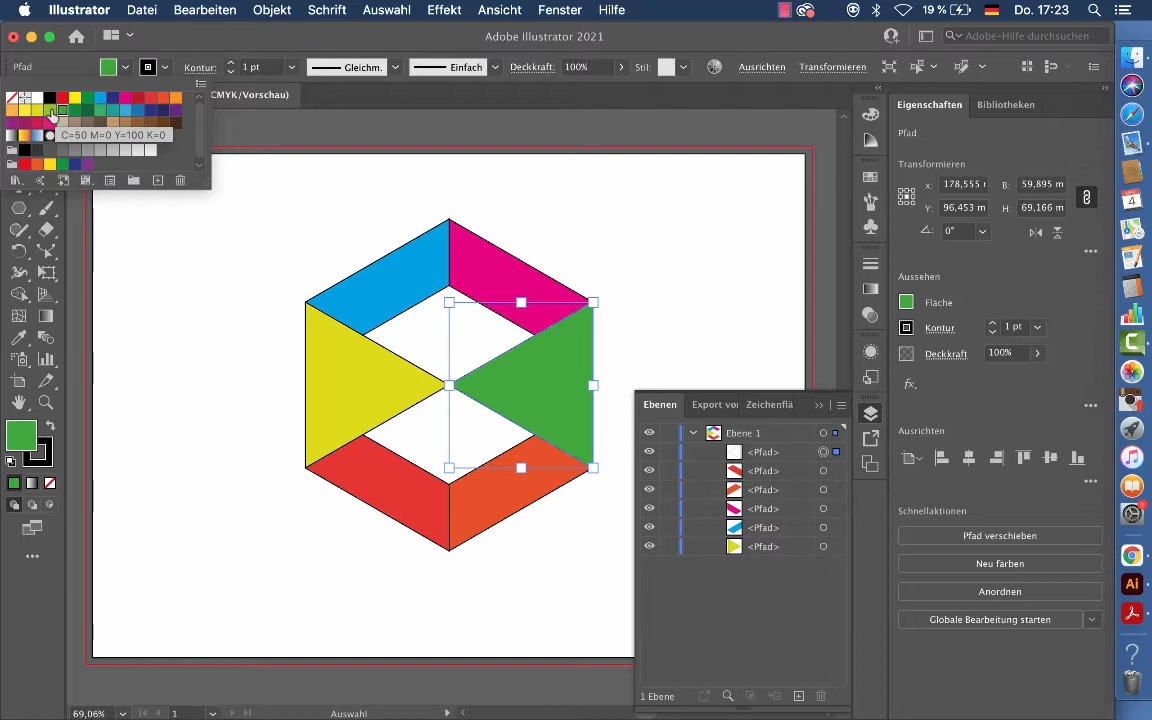 Illustrator Datei Bearbeiten Objekt Schrift Auswahl Effekt Ansicht Fenster Hilfe 19 % Do. 17:23
Adobe Illustrator 2021 Adobe-Hilfe durchsuchen
Pfad Kontur: 1 pt Gleichm. Einfach Deckkraft: 100% Stil: Ausrichten Transformieren
CMYK/Vorschau)
C=50 M=0 Y=100 K=0
Eigenschaften Bibliotheken
Pfad
Transformieren
x: 178,555 B: 59,895 m
Y: 96,453 m H: 69,166 m
0°
Aussehen
Fläche
Kontur 1 pt
Deckkraft 100%
fx.
Ausrichten
Schnellaktionen
Pfad verschieben
Neu färben
Anordnen
Globale Bearbeitung starten
Ebenen Export vo Zeichenflä
Ebene 1
<Pfad>
<Pfad>
<Pfad>
<Pfad>
<Pfad>
<Pfad>
1 Ebene
69,06% 1 Auswahl